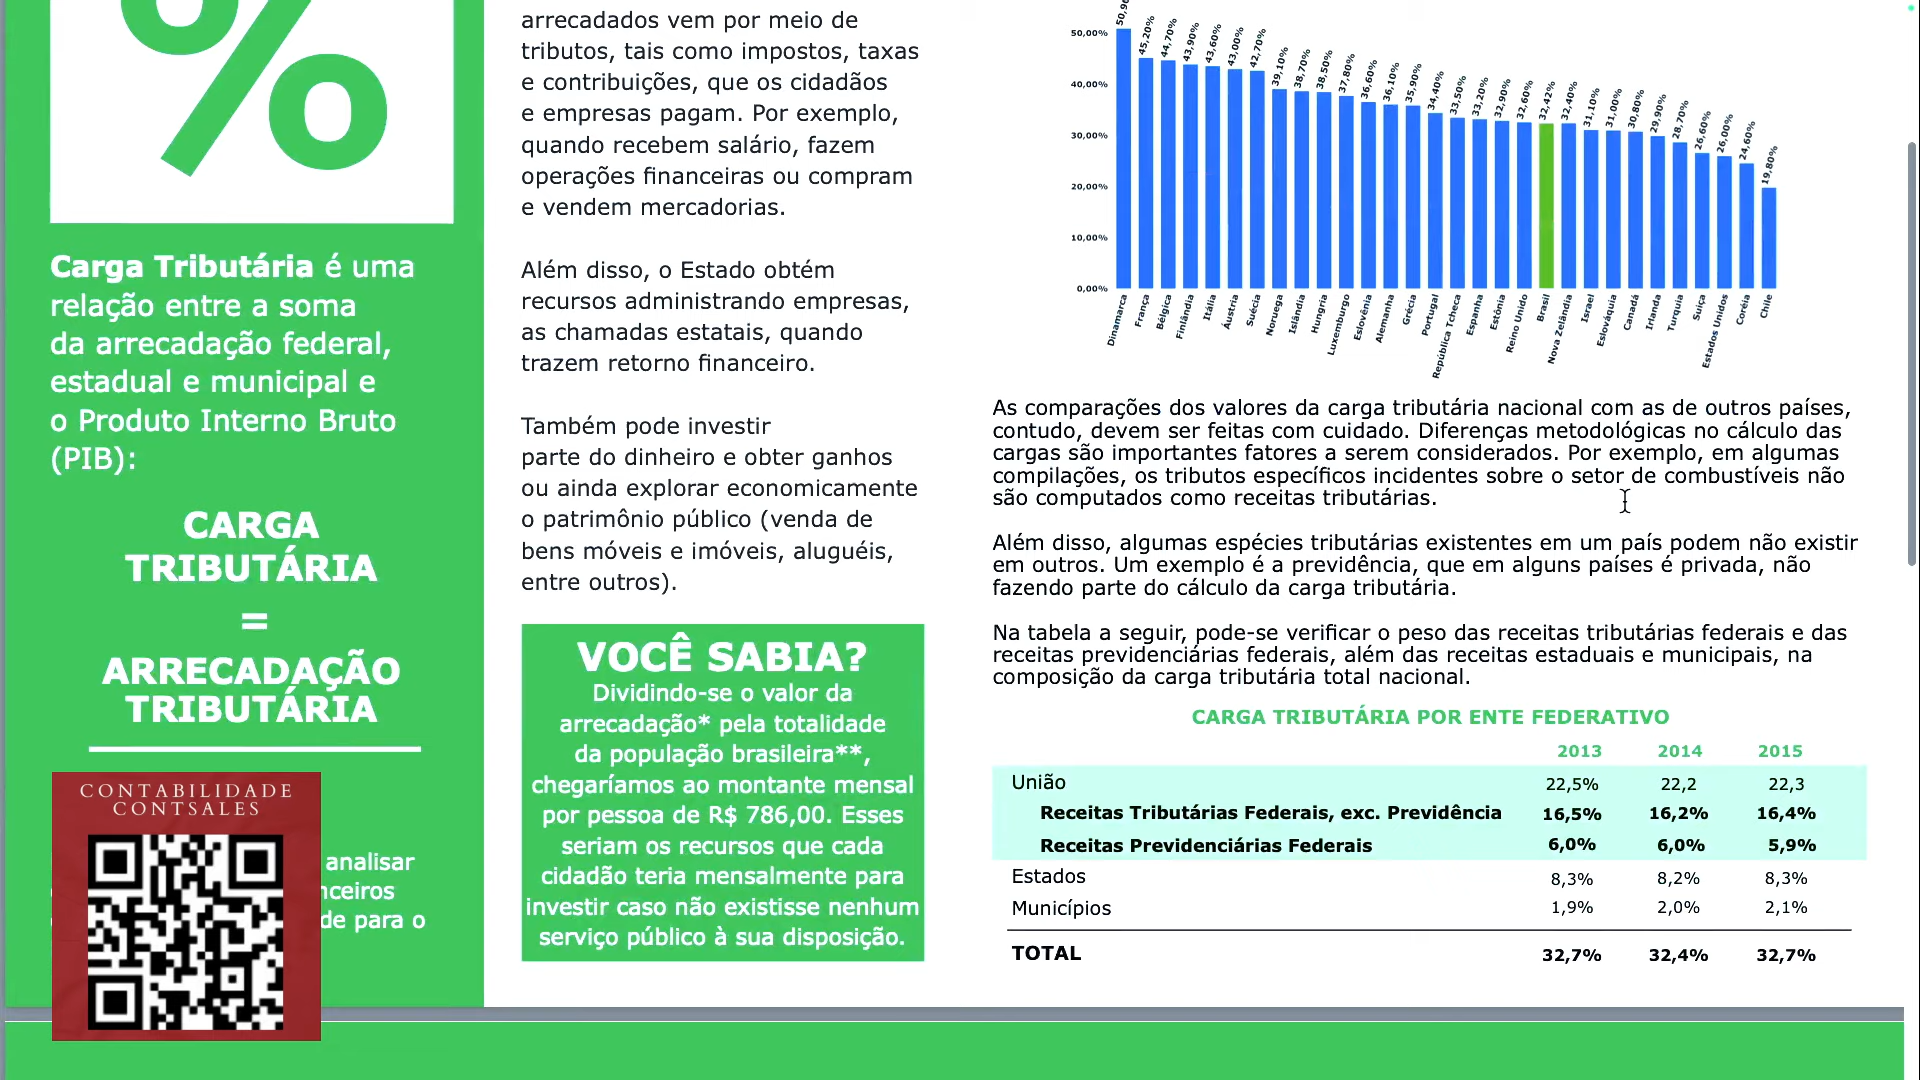 %
Carga Tributária é uma
relação entre a soma
da arrecadação federal,
estadual e municipal e
o Produto Interno Bruto
(PIB):
CARGA
TRIBUTÁRIA
=
ARRECADAÇÃO
TRIBUTÁRIA
CONTABILIDADE
CONTSALES
analisar
de para o
arrecadados vem por meio de
tributos, tais como impostos, taxas
e contribuições, que os cidadãos
e empresas pagam. Por exemplo,
quando recebem salário, fazem
operações financeiras ou compram
e vendem mercadorias.
Além disso, o Estado obtém
recursos administrando empresas,
as chamadas estatais, quando
trazem retorno financeiro.
Também pode investir
parte do dinheiro e obter ganhos
ou ainda explorar economicamente
o patrimônio público (venda de
bens móveis e imóveis, aluguéis,
entre outros).
VOCÊ SABIA?
Dividindo-se o valor da
arrecadação* pela totalidade
da população brasileira**,
chegaríamos ao montante mensal
por pessoa de R$ 786,00. Esses
seriam os recursos que cada
cidadão teria mensalmente para
investir caso não existisse nenhum
serviço público à sua disposição.
50,00%
40,00%
30,00%
20,00%
10,00%
0,00%
45,20% 44,70% 43,90% 43,60% 43,00% 42,70% 39,10% 38,70% 38,50% 37,80% 36,60% 36,10% 35,90% 34,40% 33,50% 33,20% 32,90% 32,60% 32,42% 32,40% 31,10% 31,00% 30,80% 29,90% 28,70% 26,60% 26,00% 24,60% 19,80%
Dinamarca França Bélgica Finlândia Itália Áustria Suécia Noruega Islândia Hungria Luxemburgo Eslovênia Alemanha Grécia Portugal República Tcheca Espanha Estônia Reino Unido Brasil Nova Zelândia Israel Eslováquia Canadá Irlanda Turquia Suiça Estados Unidos Coréia Chile
As comparações dos valores da carga tributária nacional com as de outros países,
contudo, devem ser feitas com cuidado. Diferenças metodológicas no cálculo das
cargas são importantes fatores a serem considerados. Por exemplo, em algumas
compilações, os tributos específicos incidentes sobre o setor de combustíveis não
são computados como receitas tributárias.
Além disso, algumas espécies tributárias existentes em um país podem não existir
em outros. Um exemplo é a previdência, que em alguns países é privada, não
fazendo parte do cálculo da carga tributária.
Na tabela a seguir, pode-se verificar o peso das receitas tributárias federais e das
receitas previdenciárias federais, além das receitas estaduais e municipais, na
composição da carga tributária total nacional.
CARGA TRIBUTÁRIA POR ENTE FEDERATIVO
2013 2014 2015
União 22,5% 22,2 22,3
Receitas Tributárias Federais, exc. Previdência 16,5% 16,2% 16,4%
Receitas Previdenciárias Federais 6,0% 6,0% 5,9%
Estados 8,3% 8,2% 8,3%
Municípios 1,9% 2,0% 2,1%
TOTAL 32,7% 32,4% 32,7%